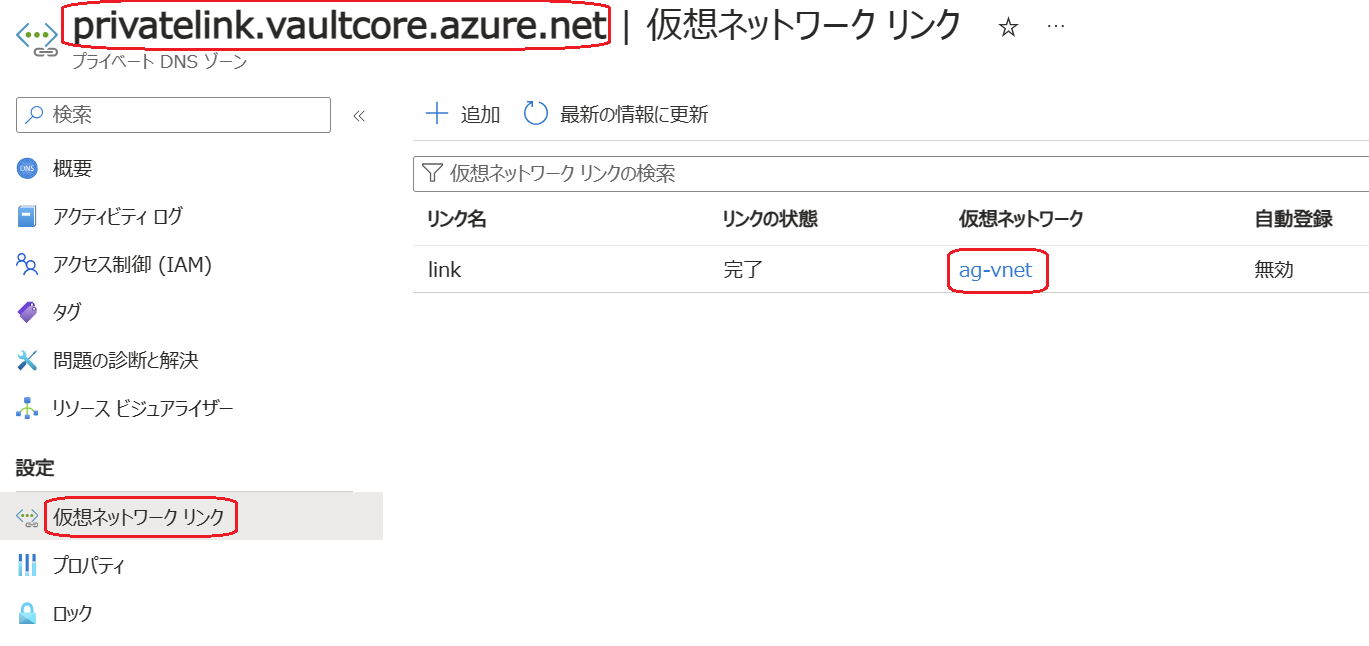 privatelink.vaultcore.azure.net | 仮想ネットワーク リンク ☆ …
プライベート DNS ゾーン
検索 «
追加 最新の情報に更新
仮想ネットワーク リンクの検索
リンク名 リンクの状態 仮想ネットワーク 自動登録
link 完了 ag-vnet 無効
DNS 概要
アクティビティ ログ
アクセス制御 (IAM)
タグ
問題の診断と解決
リソース ビジュアライザー
設定
仮想ネットワーク リンク
プロパティ
ロック